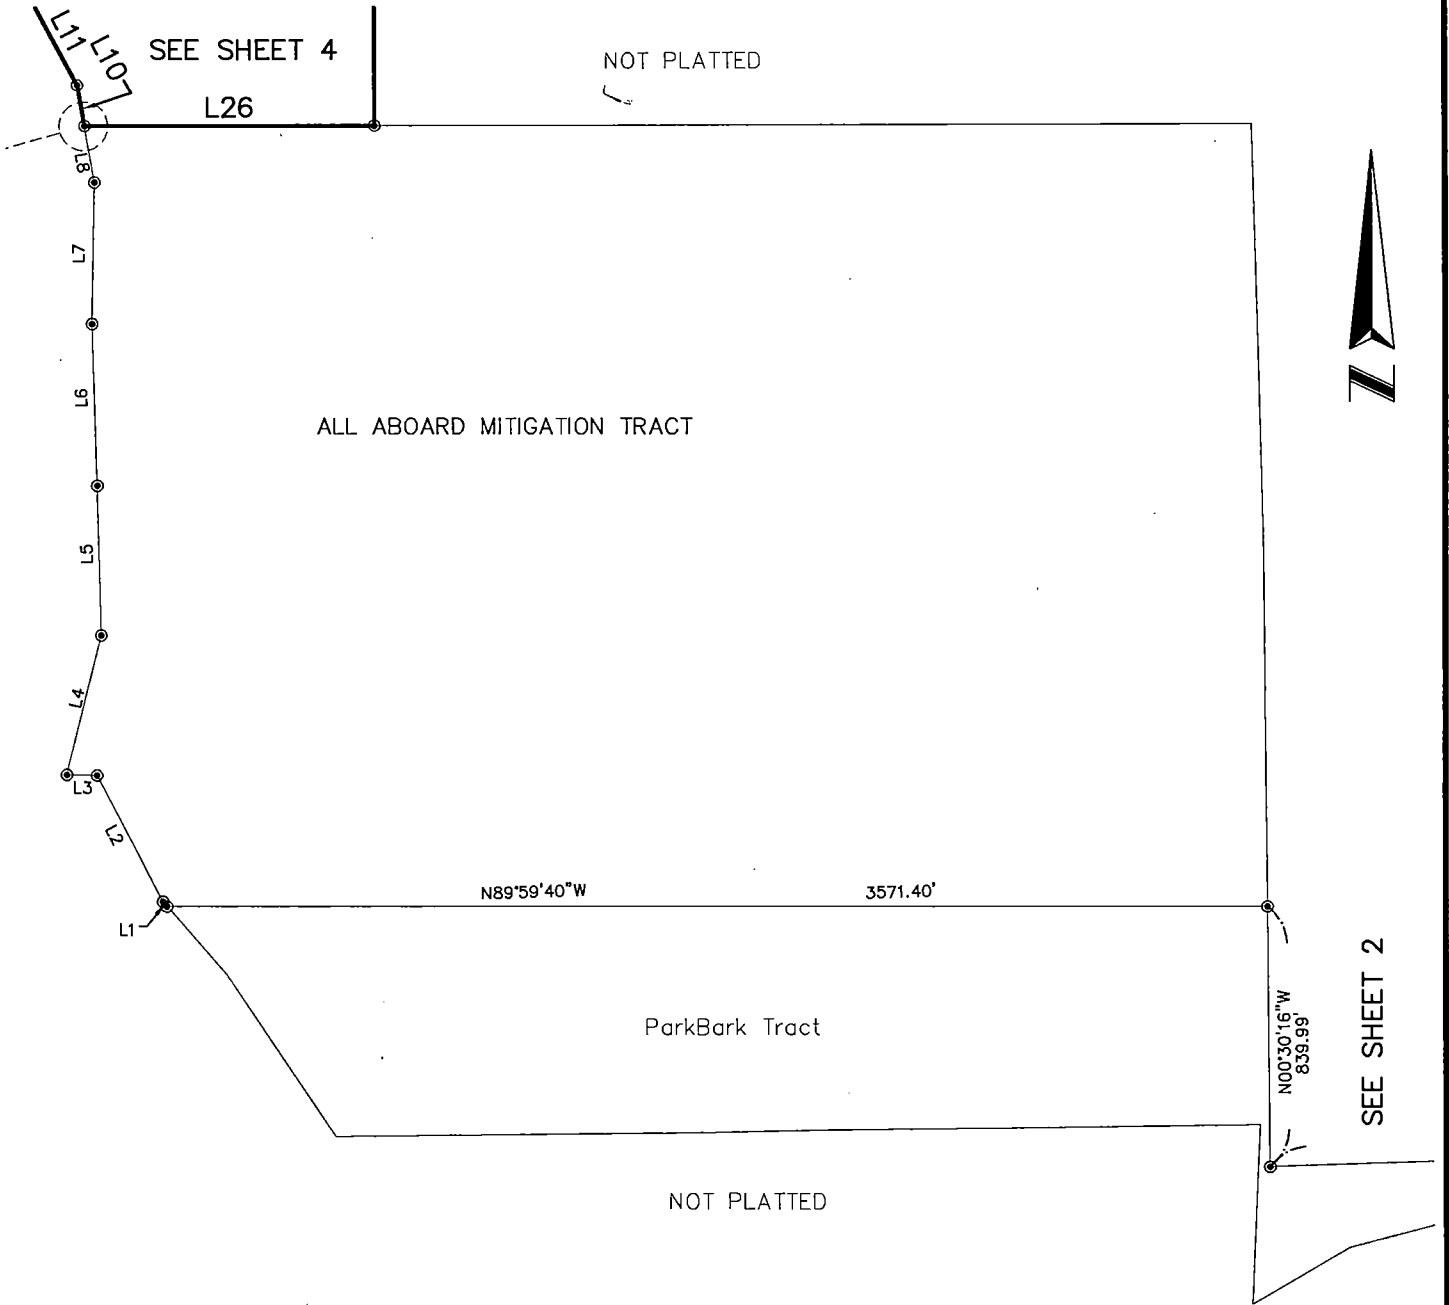 L11
L10
SEE SHEET 4
NOT PLATTED
L26
L8
L7
L6
ALL ABOARD MITIGATION TRACT
L5
L4
L3
L2
N89°59'40"W
3571.40'
L1
ParkBark Tract
N00°30'16"W
839.99'
SEE SHEET 2
NOT PLATTED
N